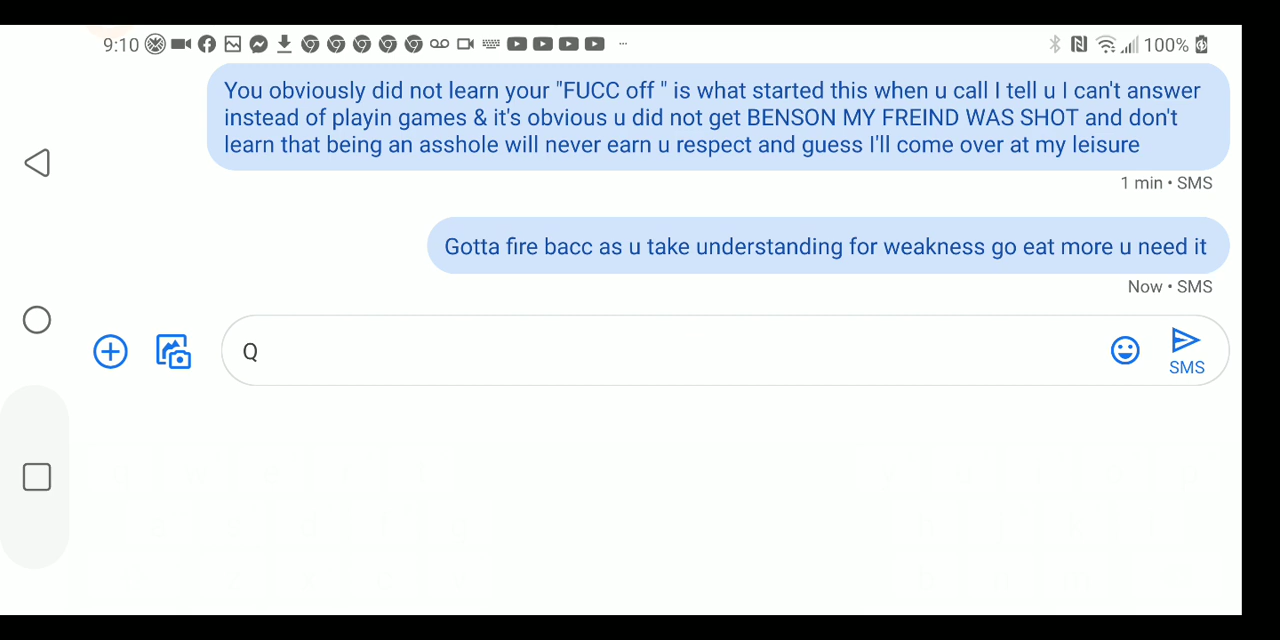 9:10 100%
You obviously did not learn your "FUCC off " is what started this when u call I tell u I can't answer
instead of playin games & it's obvious u did not get BENSON MY FREIND WAS SHOT and don't
learn that being an asshole will never earn u respect and guess I'll come over at my leisure
1 min • SMS
Gotta fire bacc as u take understanding for weakness go eat more u need it
Now • SMS
Q
SMS